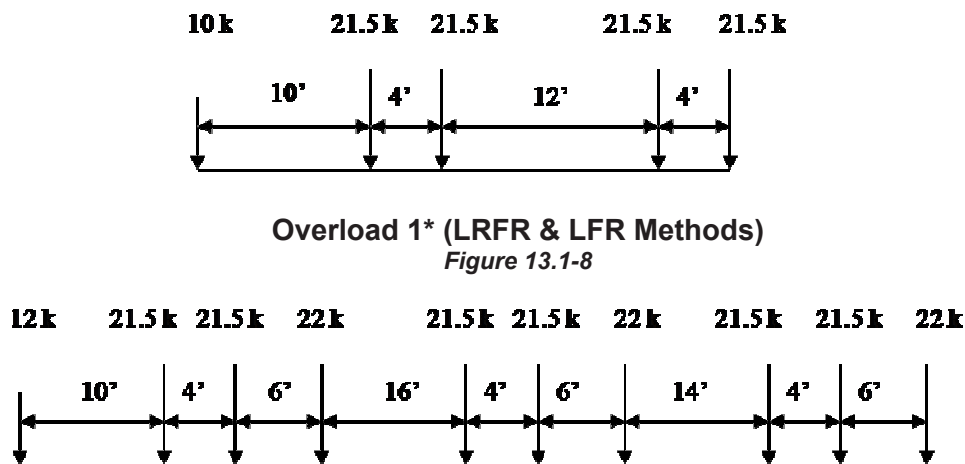 10 k 21.5 k 21.5 k 21.5 k 21.5 k
10’ 4’ 12’ 4’
Overload 1* (LRFR & LFR Methods)
Figure 13.1-8
12 k 21.5 k 21.5 k 22 k 21.5 k 21.5 k 22 k 21.5 k 21.5 k 22 k
10’ 4’ 6’ 16’ 4’ 6’ 14’ 4’ 6’